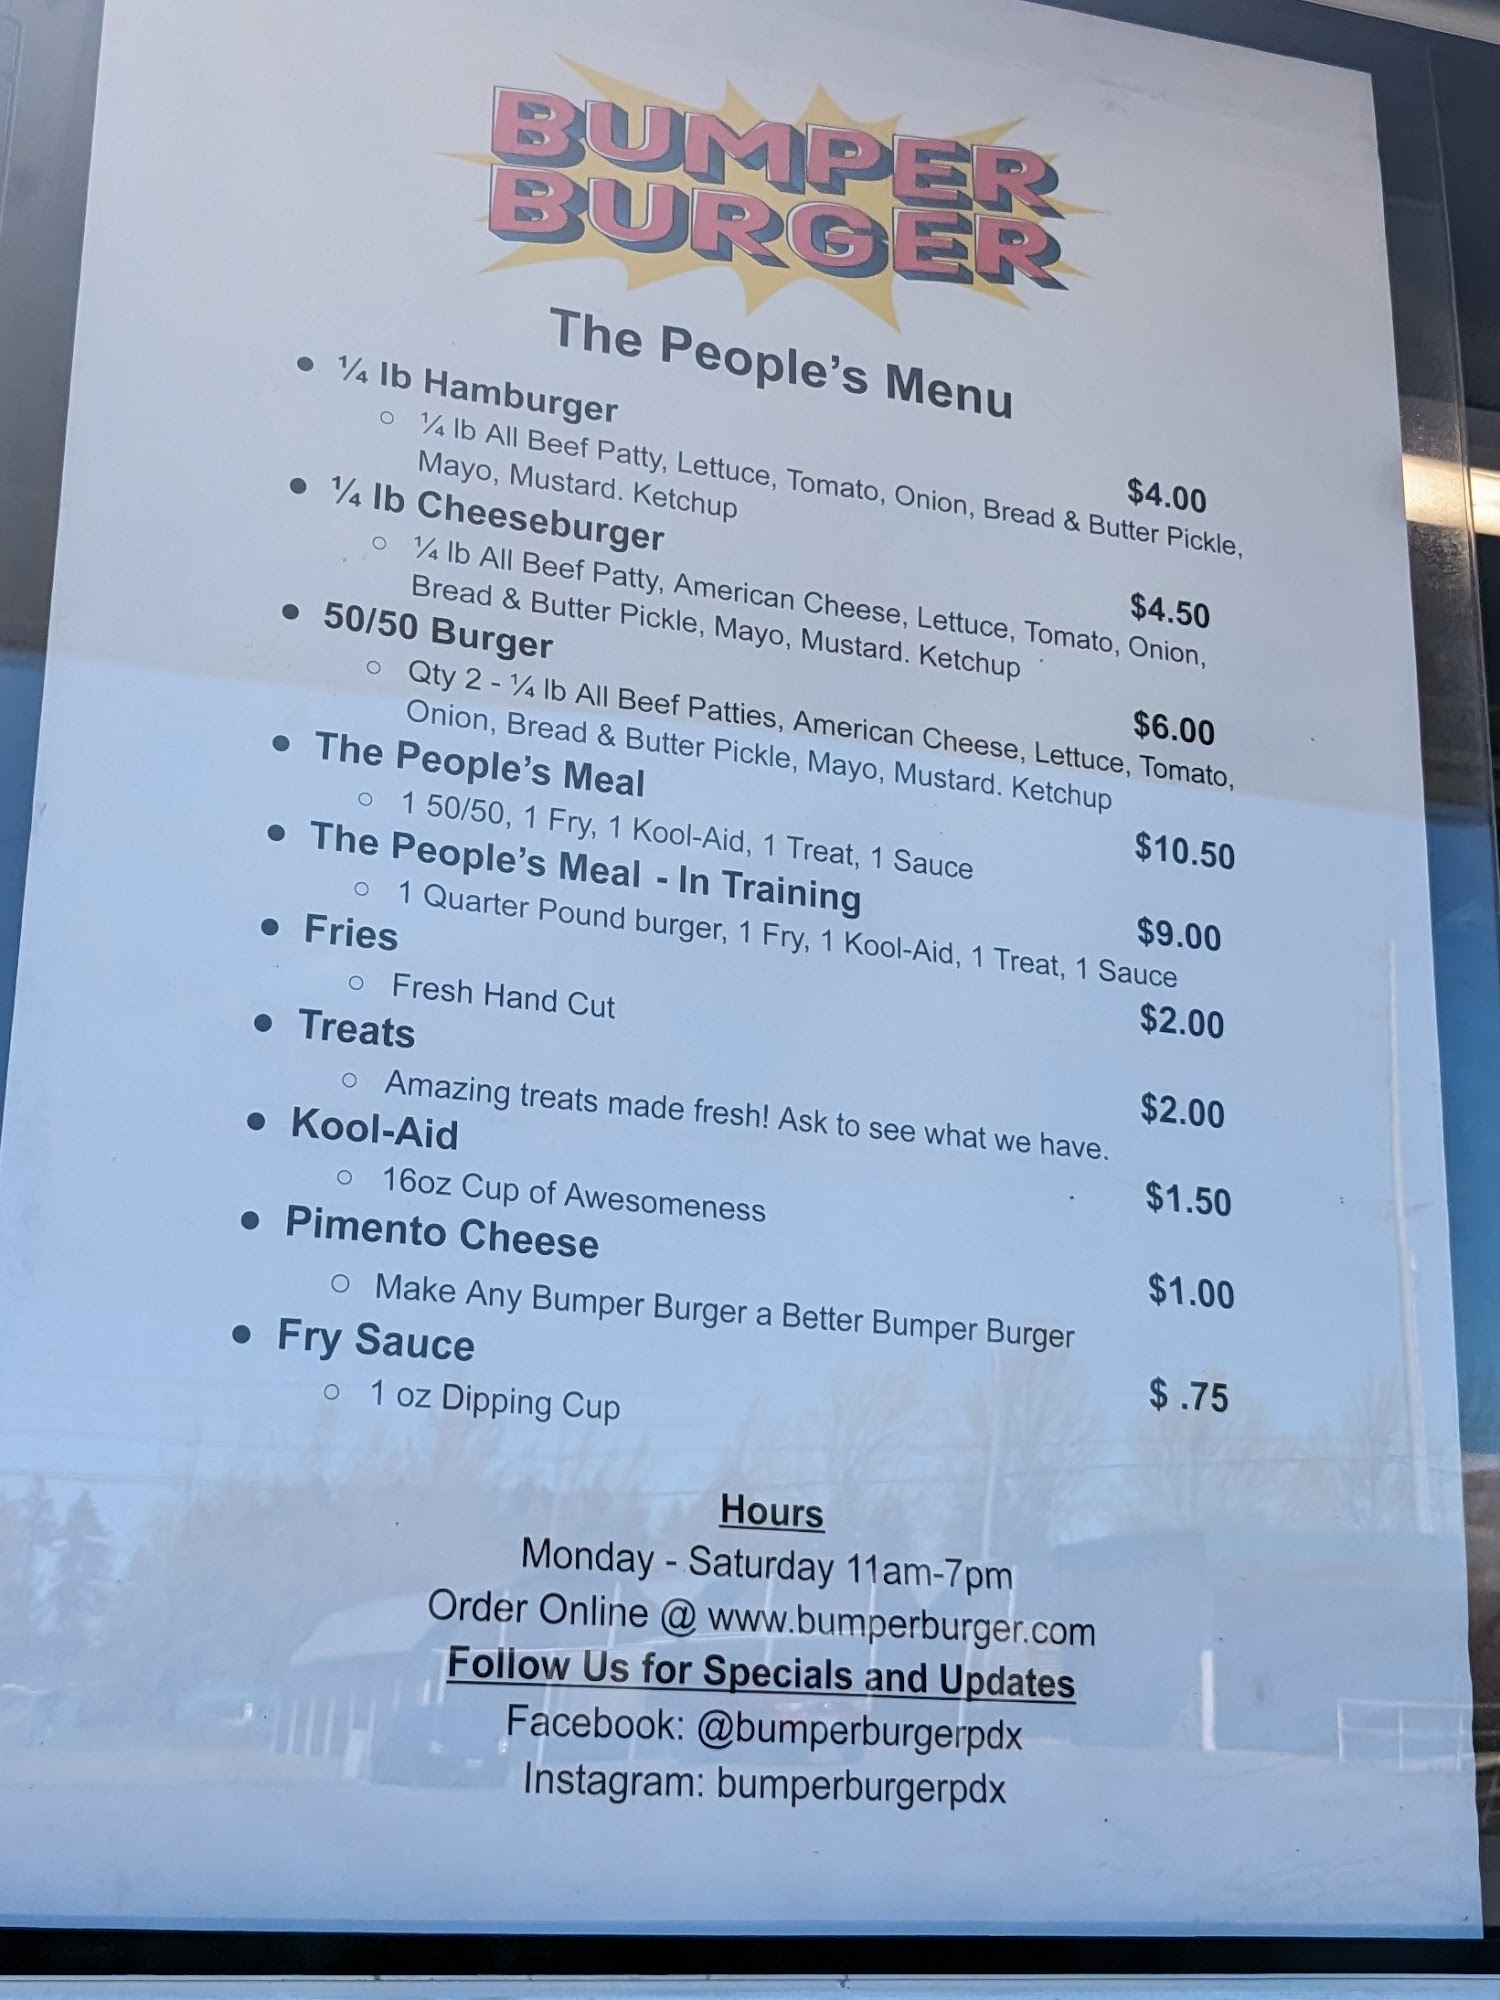 BUMPER
BURGER
The People's Menu
● ¼ lb Hamburger $4.00
○ ¼ lb All Beef Patty, Lettuce, Tomato, Onion, Bread & Butter Pickle,
Mayo, Mustard. Ketchup
● ¼ lb Cheeseburger $4.50
○ ¼ lb All Beef Patty, American Cheese, Lettuce, Tomato, Onion,
Bread & Butter Pickle, Mayo, Mustard. Ketchup
● 50/50 Burger $6.00
○ Qty 2 - ¼ lb All Beef Patties, American Cheese, Lettuce, Tomato,
Onion, Bread & Butter Pickle, Mayo, Mustard. Ketchup
● The People's Meal $10.50
○ 1 50/50, 1 Fry, 1 Kool-Aid, 1 Treat, 1 Sauce
● The People's Meal - In Training $9.00
○ 1 Quarter Pound burger, 1 Fry, 1 Kool-Aid, 1 Treat, 1 Sauce
● Fries $2.00
○ Fresh Hand Cut
● Treats $2.00
○ Amazing treats made fresh! Ask to see what we have.
● Kool-Aid $1.50
○ 16oz Cup of Awesomeness
● Pimento Cheese $1.00
○ Make Any Bumper Burger a Better Bumper Burger
● Fry Sauce $ .75
○ 1 oz Dipping Cup
Hours
Monday - Saturday 11am-7pm
Order Online @ www.bumperburger.com
Follow Us for Specials and Updates
Facebook: @bumperburgerpdx
Instagram: bumperburgerpdx